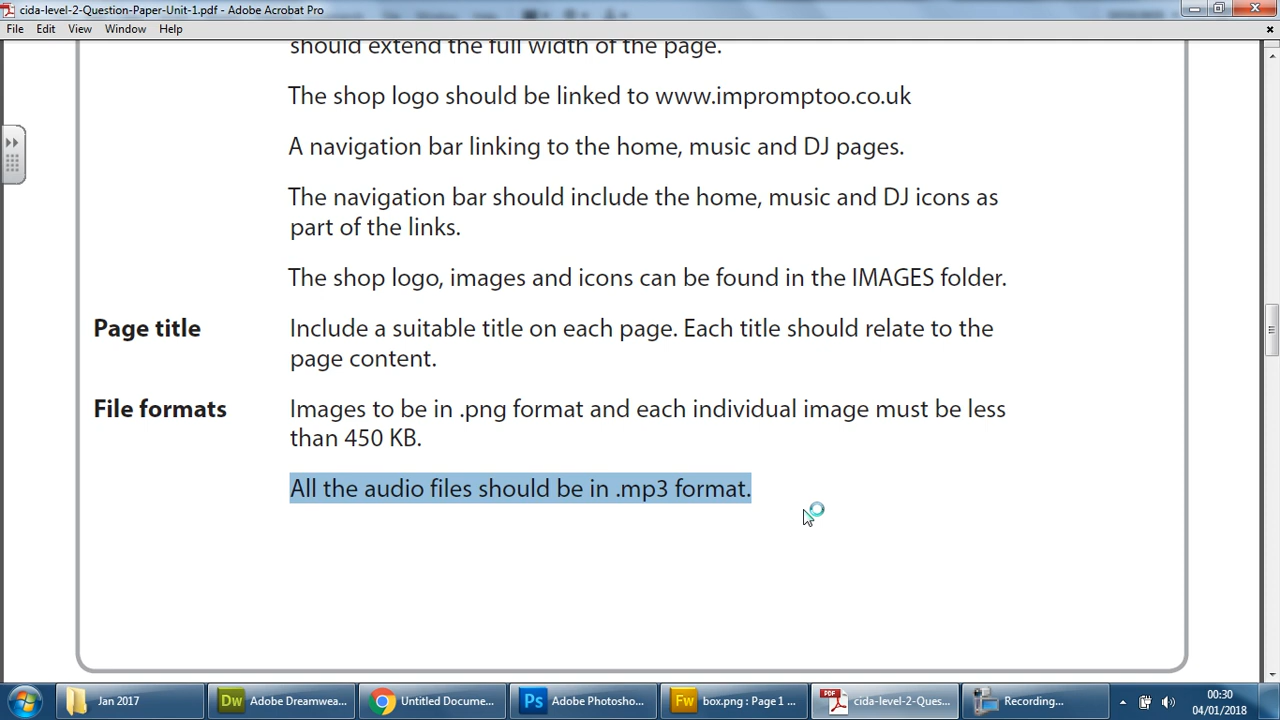 cida-level-2-Question-Paper-Unit-1.pdf - Adobe Acrobat Pro
File Edit View Window Help
should extend the full width of the page.
The shop logo should be linked to www.impromptoo.co.uk
A navigation bar linking to the home, music and DJ pages.
The navigation bar should include the home, music and DJ icons as
part of the links.
The shop logo, images and icons can be found in the IMAGES folder.
Page title Include a suitable title on each page. Each title should relate to the
page content.
File formats Images to be in .png format and each individual image must be less
than 450 KB.
All the audio files should be in .mp3 format.
Jan 2017 Dw Adobe Dreamwea... Untitled Docume... Ps Adobe Photosho... Fw box.png : Page 1 ... PDF cida-level-2-Ques... Recording... 00:30
04/01/2018